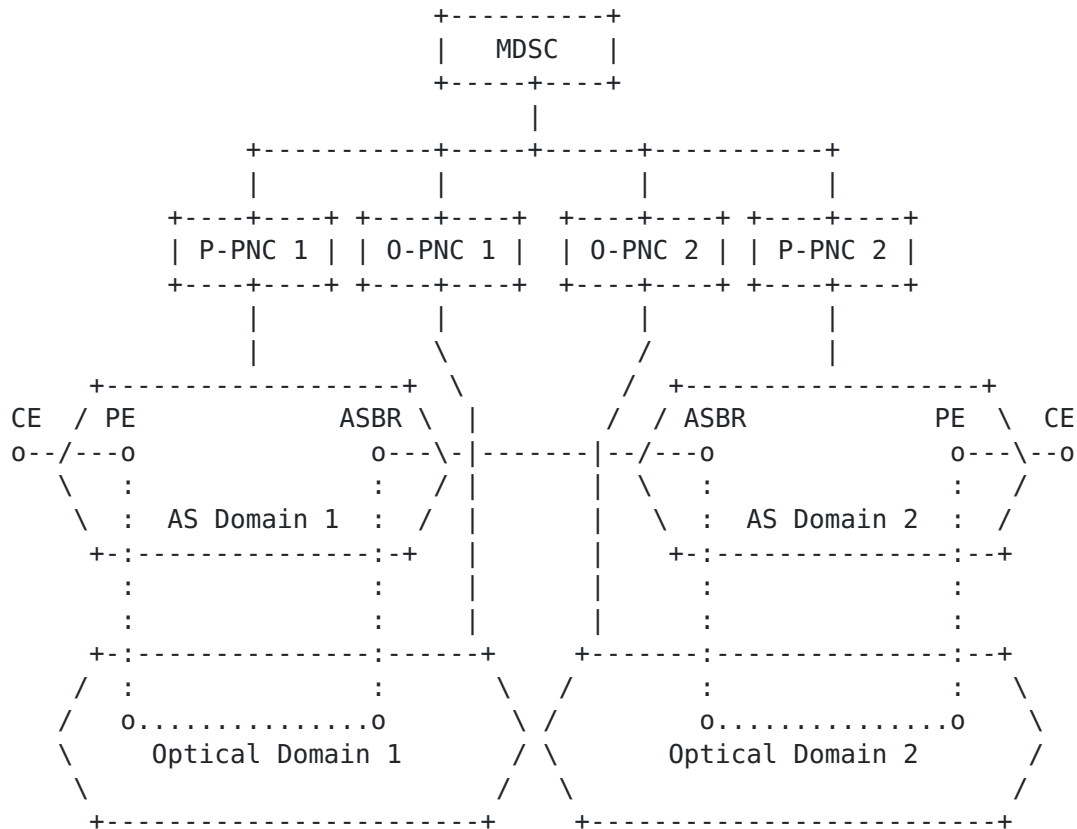 MDSC
P-PNC 1 O-PNC 1 O-PNC 2 P-PNC 2
CE PE ASBR ASBR PE CE
AS Domain 1 AS Domain 2
Optical Domain 1 Optical Domain 2